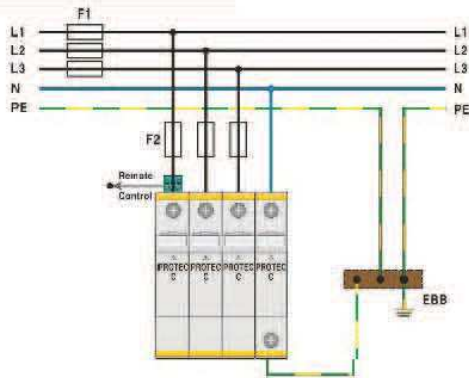 F1
L1 L1
L2 L2
L3 L3
N N
PE PE
F2
Remote
Control
PROTEC PROTEC PROTEC PROTEC
C C C C
EBB